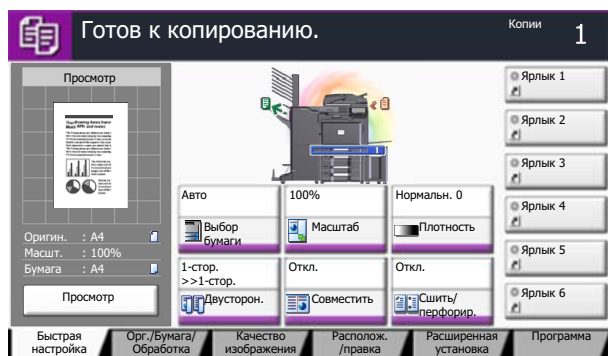 Готов к копированию.
Копии
1
Просмотр
Оригин. : A4
Масшт. : 100%
Бумага : A4
Просмотр
1
Авто
Выбор
бумаги
100%
Масштаб
Нормальн. 0
Плотность
1-стор.
>>1-стор.
Двусторон.
Откл.
Совместить
Откл.
Сшить/
перфорир.
Ярлык 1
Ярлык 2
Ярлык 3
Ярлык 4
Ярлык 5
Ярлык 6
Быстрая
настройка
Орг./Бумага/
Обработка
Качество
изображения
Располож.
/правка
Расширенная
установка
Программа